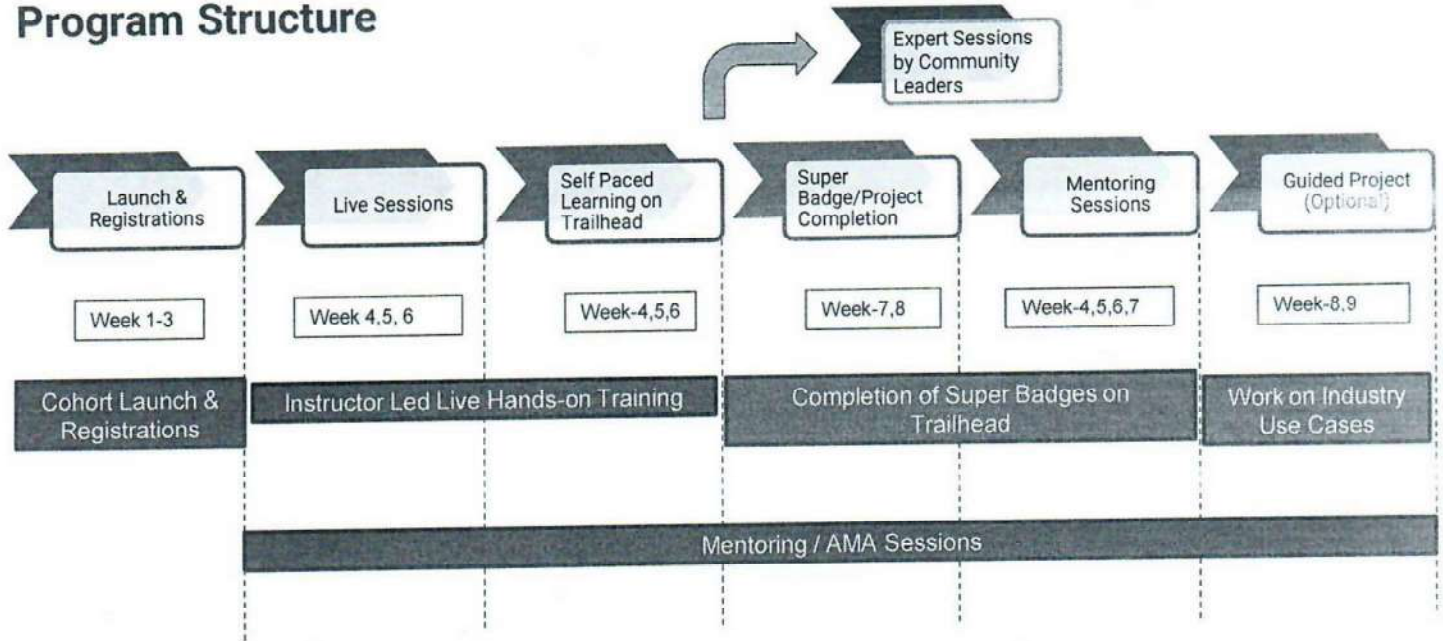 Program Structure
Expert Sessions
by Community
Leaders
Launch &
Registrations
Live Sessions
Self Paced
Learning on
Trailhead
Super
Badge/Project
Completion
Mentoring
Sessions
Guided Project
(Optional)
Week 1-3
Week 4,5, 6
Week-4,5,6
Week-7,8
Week-4,5,6,7
Week-8,9
Cohort Launch &
Registrations
Instructor Led Live Hands-on Training
Completion of Super Badges on
Trailhead
Work on Industry
Use Cases
Mentoring / AMA Sessions